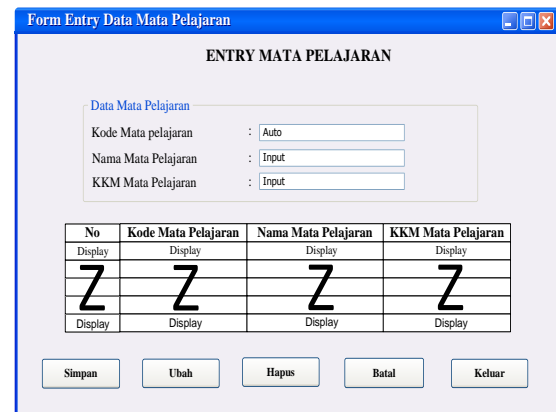 Form Entry Data Mata Pelajaran
ENTRY MATA PELAJARAN
Data Mata Pelajaran
Kode Mata pelajaran : Auto
Nama Mata Pelajaran : Input
KKM Mata Pelajaran : Input
No Kode Mata Pelajaran Nama Mata Pelajaran KKM Mata Pelajaran
Display Display Display Display
Z Z Z Z
Display Display Display Display
Simpan Ubah Hapus Batal Keluar